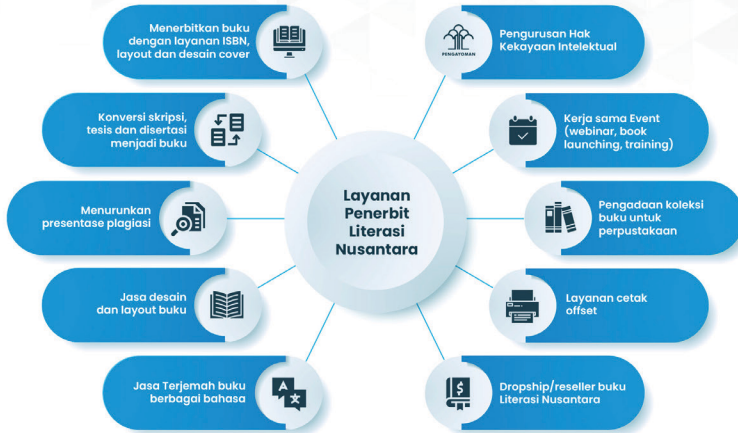 Menerbitkan buku
dengan layanan ISBN,
layout dan desain cover
Konversi skripsi,
tesis dan disertasi
menjadi buku
Menurunkan
presentase plagiasi
Jasa desain
dan layout buku
Jasa Terjemah buku
berbagai bahasa
A
Layanan
Penerbit
Literasi
Nusantara
PENGAYOMAN
Pengurusan Hak
Kekayaan Intelektual
Kerja sama Event
(webinar, book
launching, training)
Pengadaan koleksi
buku untuk
perpustakaan
Layanan cetak
offset
$
Dropship/reseller buku
Literasi Nusantara